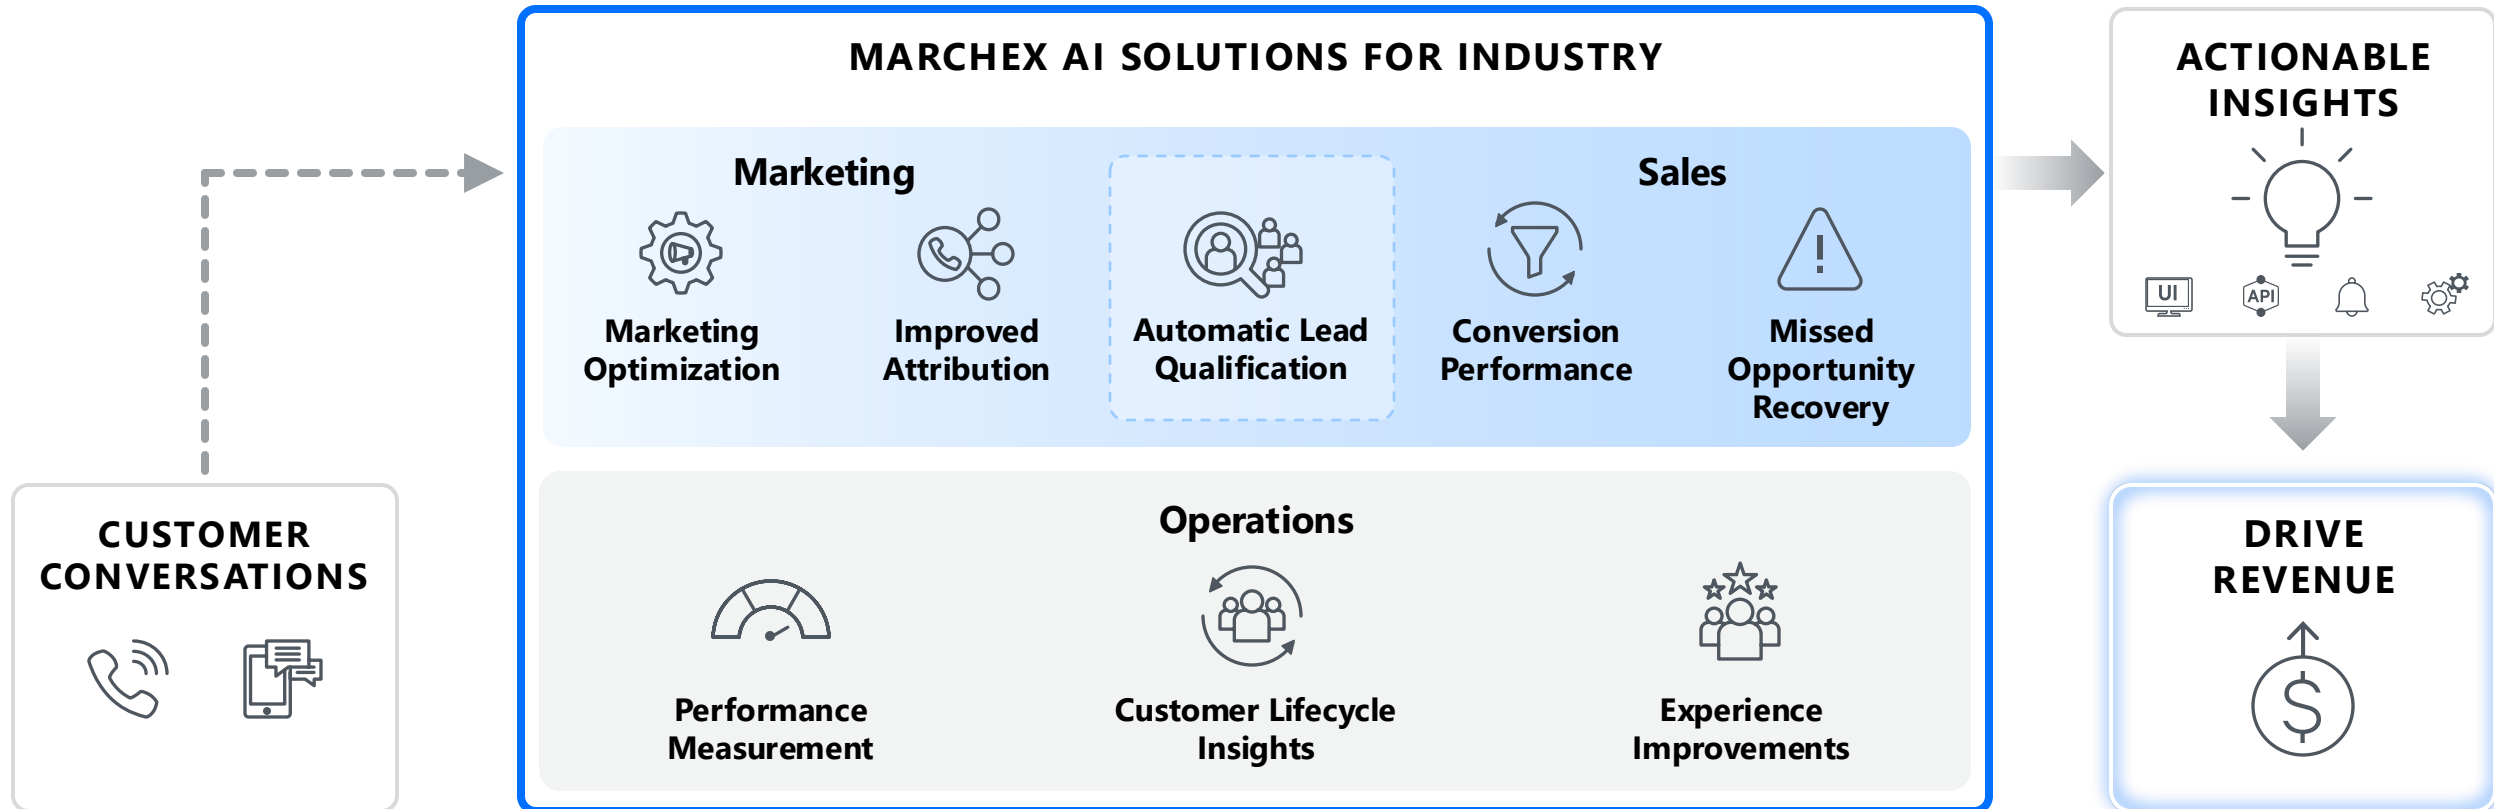 MARCHEX AI SOLUTIONS FOR INDUSTRY
Marketing
Sales
Marketing
Optimization
Improved
Attribution
Automatic Lead
Qualification
Conversion
Performance
Missed
Opportunity
Recovery
Operations
Performance
Measurement
Customer Lifecycle
Insights
Experience
Improvements
CUSTOMER
CONVERSATIONS
ACTIONABLE
INSIGHTS
UI
API
DRIVE
REVENUE
$